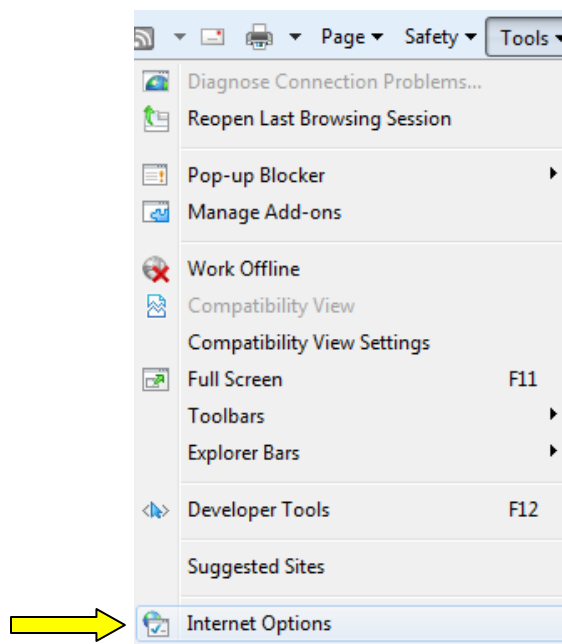 Page Safety Tools
Diagnose Connection Problems...
Reopen Last Browsing Session
Pop-up Blocker
Manage Add-ons
Work Offline
Compatibility View
Compatibility View Settings
Full Screen F11
Toolbars
Explorer Bars
Developer Tools F12
Suggested Sites
Internet Options